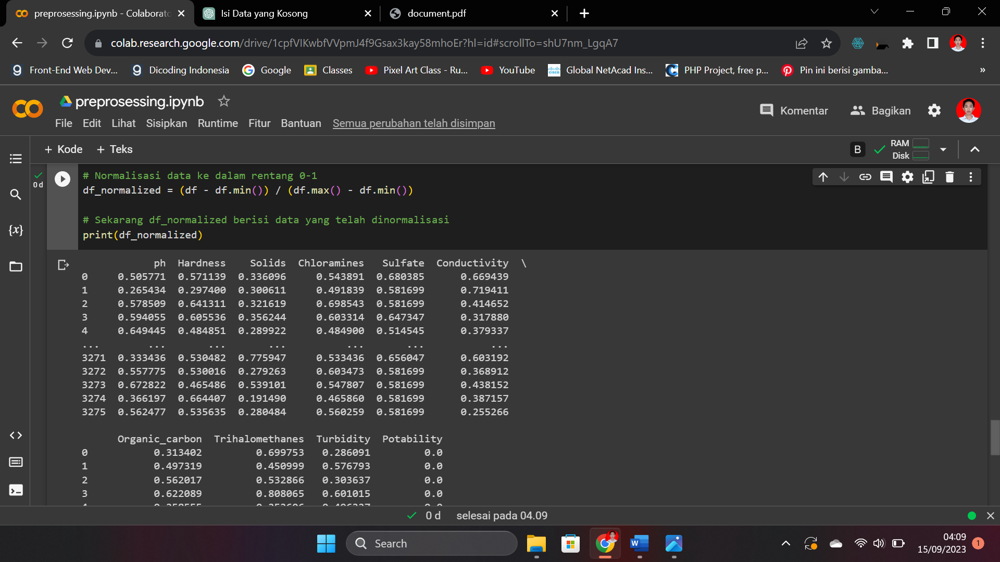 preprosessing.ipynb - Colaborato
Isi Data yang Kosong
document.pdf
colab.research.google.com/drive/1cpfVIKwbfVVpmJ4f9Gsax3kay58mhoEr?hl=id#scrollTo=shU7nm_LgqA7
Front-End Web Dev...
Dicoding Indonesia
Google
Classes
Pixel Art Class - Ru...
YouTube
Global NetAcad Ins...
PHP Project, free p...
Pin ini berisi gamba...
»
preprosessing.ipynb
Komentar
Bagikan
File Edit Lihat Sisipkan Runtime Fitur Bantuan Semua perubahan telah disimpan
+ Kode + Teks
B
RAM
Disk
0 d
# Normalisasi data ke dalam rentang 0-1
df_normalized = (df - df.min()) / (df.max() - df.min())
# Sekarang df_normalized berisi data yang telah dinormalisasi
print(df_normalized)
ph Hardness Solids Chloramines Sulfate Conductivity \
0 0.505771 0.571139 0.336096 0.543891 0.680385 0.669439
1 0.265434 0.297400 0.300611 0.491839 0.581699 0.719411
2 0.578509 0.641311 0.321619 0.698543 0.581699 0.414652
3 0.594055 0.605536 0.356244 0.603314 0.647347 0.317880
4 0.649445 0.484851 0.289922 0.484900 0.514545 0.379337
... ... ... ... ... ... ...
3271 0.333436 0.530482 0.775947 0.533436 0.656047 0.603192
3272 0.557775 0.530016 0.279263 0.603473 0.581699 0.368912
3273 0.672822 0.465486 0.539101 0.547807 0.581699 0.438152
3274 0.366197 0.664407 0.191490 0.465860 0.581699 0.387157
3275 0.562477 0.535635 0.280484 0.560259 0.581699 0.255266
Organic_carbon Trihalomethanes Turbidity Potability
0 0.313402 0.699753 0.286091 0.0
1 0.497319 0.450999 0.576793 0.0
2 0.562017 0.532866 0.303637 0.0
3 0.622089 0.808065 0.601015 0.0
0 d selesai pada 04.09
Search
04:09
15/09/2023
1